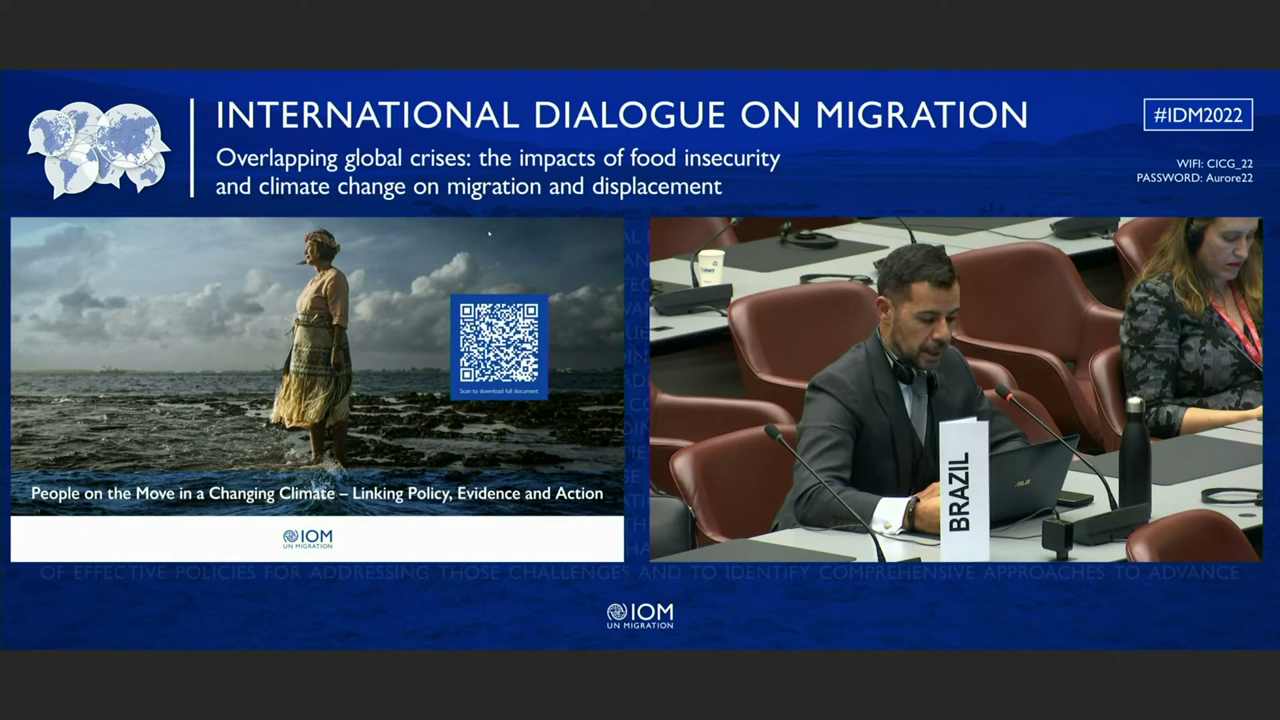 INTERNATIONAL DIALOGUE ON MIGRATION
Overlapping global crises: the impacts of food insecurity
and climate change on migration and displacement
#IDM2022
WIFI: CICG_22
PASSWORD: Aurore22
Scan to download full document
People on the Move in a Changing Climate – Linking Policy, Evidence and Action
IOM
UN MIGRATION
BRAZIL
ASUS
OF EFFECTIVE POLICIES FOR ADDRESSING THOSE CHALLENGES AND TO IDENTIFY COMPREHENSIVE APPROACHES TO ADVANCE
IOM
UN MIGRATION